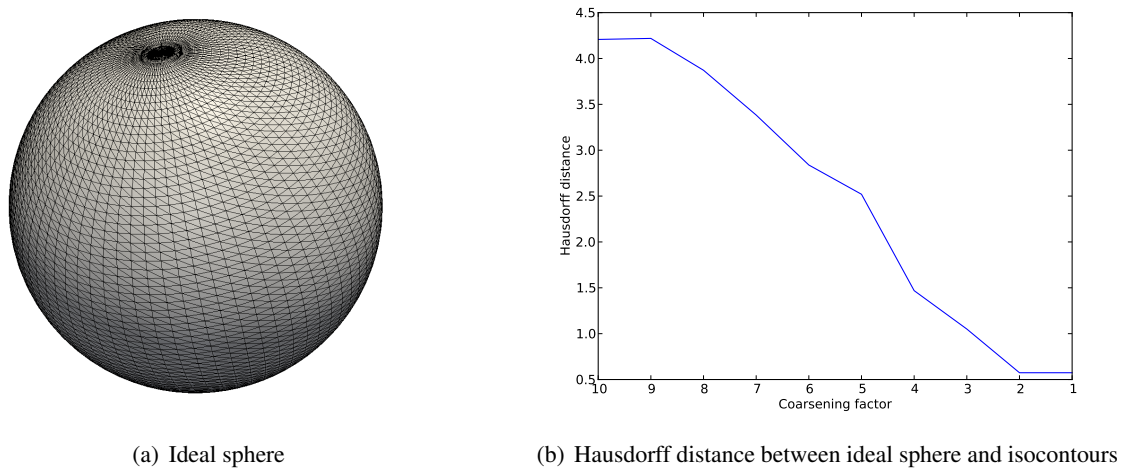 4.5
4.0
3.5
3.0
2.5
2.0
1.5
1.0
0.5
Hausdorff distance
10 9 8 7 6 5 4 3 2 1
Coarsening factor
(a) Ideal sphere
(b) Hausdorff distance between ideal sphere and isocontours